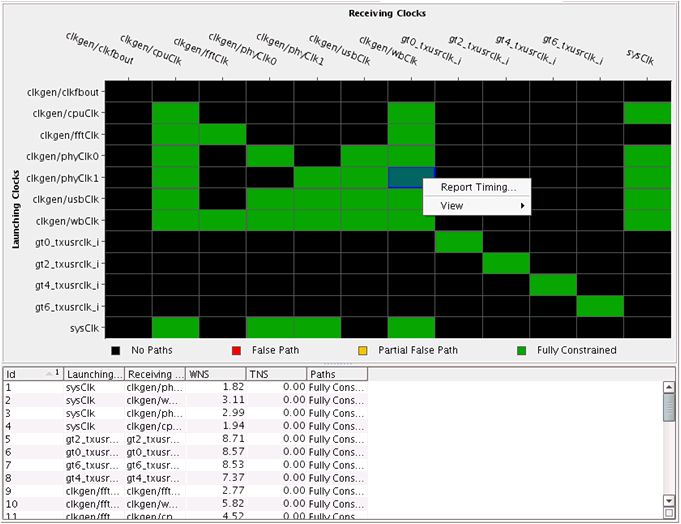 Receiving Clocks
clkgen/clkfbout
clkgen/cpuClk
clkgen/fftClk
clkgen/phyClk0
clkgen/phyClk1
clkgen/usbClk
clkgen/wbClk
gt0_txusrclk_i
gt2_txusrclk_i
gt4_txusrclk_i
gt6_txusrclk_i
sysClk
Launching Clocks
clkgen/clkfbout
clkgen/cpuClk
clkgen/fftClk
clkgen/phyClk0
clkgen/phyClk1
clkgen/usbClk
clkgen/wbClk
gt0_txusrclk_i
gt2_txusrclk_i
gt4_txusrclk_i
gt6_txusrclk_i
sysClk
Report Timing...
View
No Paths False Path Partial False Path Fully Constrained
Id 1 Launching... Receiving ... WNS TNS Paths
1 sysClk clkgen/ph... 1.82 0.00 Fully Cons...
2 sysClk clkgen/w... 3.11 0.00 Fully Cons...
3 sysClk clkgen/ph... 2.99 0.00 Fully Cons...
4 sysClk clkgen/cp... 1.94 0.00 Fully Cons...
5 gt2_txusr... gt2_txusr... 8.71 0.00 Fully Cons...
6 gt0_txusr... gt0_txusr... 8.57 0.00 Fully Cons...
7 gt6_txusr... gt6_txusr... 8.53 0.00 Fully Cons...
8 gt4_txusr... gt4_txusr... 7.37 0.00 Fully Cons...
9 clkgen/fft... clkgen/fft... 2.77 0.00 Fully Cons...
10 clkgen/fft... clkgen/w... 5.82 0.00 Fully Cons...
11 clkgen/fft... clkgen/cp... 4.52 0.00 Fully Cons...